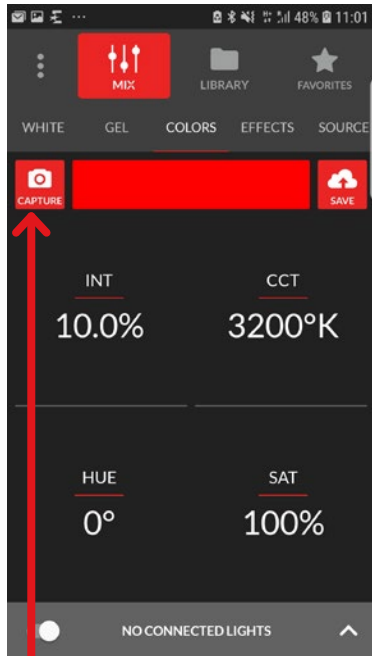 48% 11:01
MIX
LIBRARY
FAVORITES
WHITE GEL COLORS EFFECTS SOURCE
CAPTURE
SAVE
INT
CCT
10.0%
3200°K
HUE
SAT
0°
100%
NO CONNECTED LIGHTS